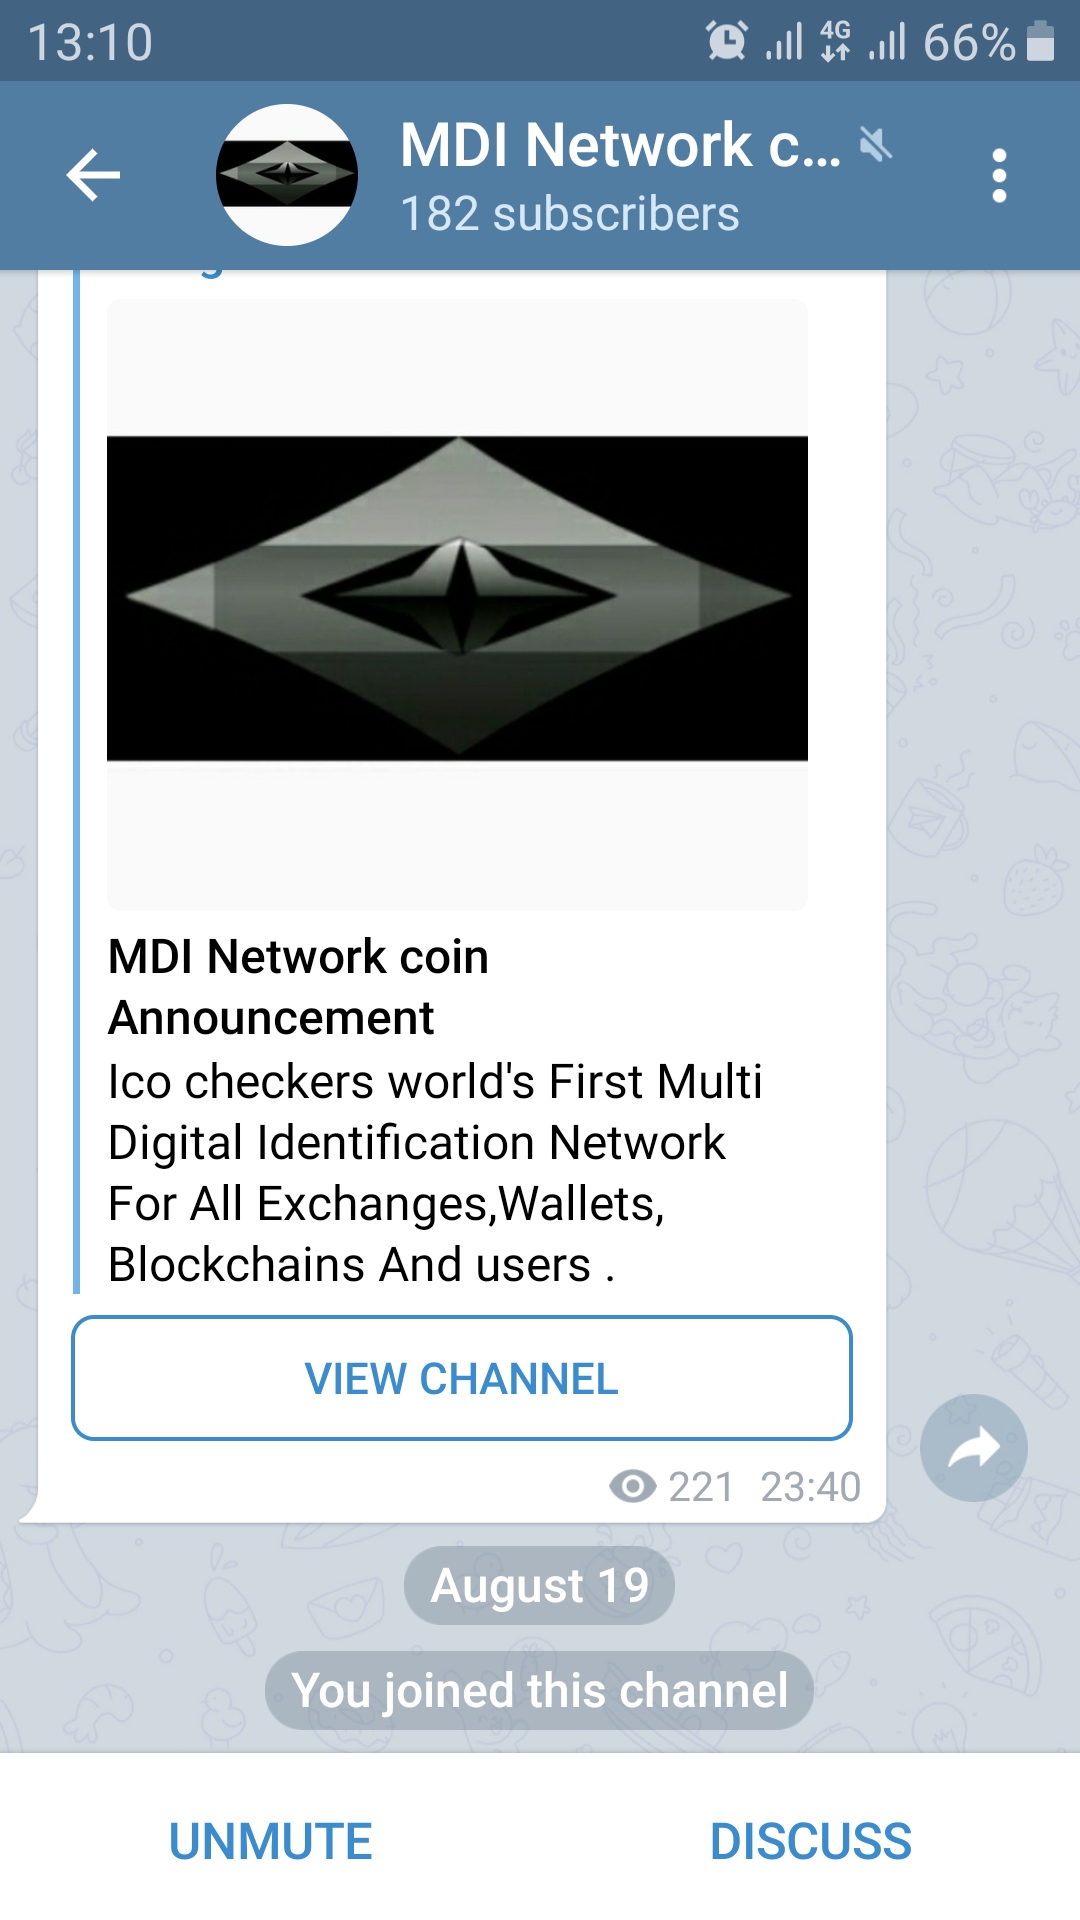 13:10
4G
66%
MDI Network c...
182 subscribers
MDI Network coin
Announcement
Ico checkers world's First Multi
Digital Identification Network
For All Exchanges,Wallets,
Blockchains And users .
VIEW CHANNEL
221 23:40
August 19
You joined this channel
UNMUTE
DISCUSS